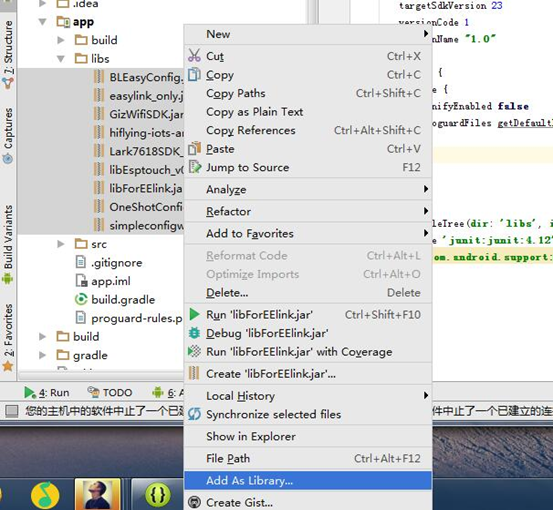 .idea
app
build
libs
BLEasyConfig.
easylink_only.ja
GizWifiSDK.jar
hiflying-iots-an
Lark7618SDK_
libEsptouch_v0
libForEElink.jar
OneShotConfi
simpleconfigw
src
.gitignore
app.iml
build.gradle
proguard-rules.p
build
gradle
7: Structure
Captures
Build Variants
2: Favorites
New
Cut Ctrl+X
Copy Ctrl+C
Copy Paths Ctrl+Shift+C
Copy as Plain Text
Copy References Ctrl+Alt+Shift+C
Paste Ctrl+V
Jump to Source F12
Analyze
Refactor
Add to Favorites
Reformat Code Ctrl+Alt+L
Optimize Imports Ctrl+Alt+O
Delete... Delete
Run 'libForEElink.jar' Ctrl+Shift+F10
Debug 'libForEElink.jar'
Run 'libForEElink.jar' with Coverage
Create 'libForEElink.jar'...
Local History
Synchronize selected files
Show in Explorer
File Path Ctrl+Alt+F12
Add As Library...
Create Gist...
targetSdkVersion 23
versionCode 1
onName "1.0"
{
e {
nifyEnabled false
oguardFiles getDefault
leTree(dir: 'libs', i
e 'junit:junit:4.12'
om.android.support:
4: Run TODO 6: A
您的主机中的软件中止了一个已建
件中止了一个已建立的连